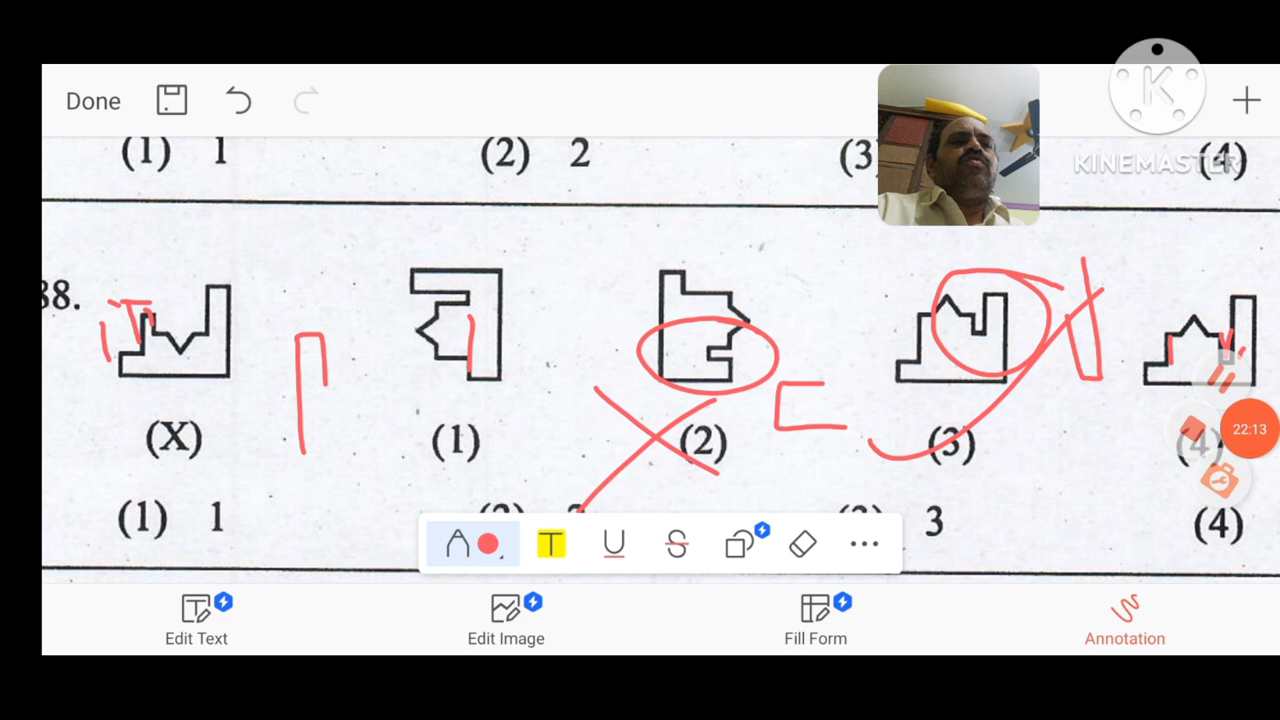 Done
KINEMASTER
(1) 1 (2) 2 (3 (4)
38.
(X) (1) (2) (3) (4)
22:13
(1) 1 3 (4)
T U S
Edit Text Edit Image Fill Form Annotation